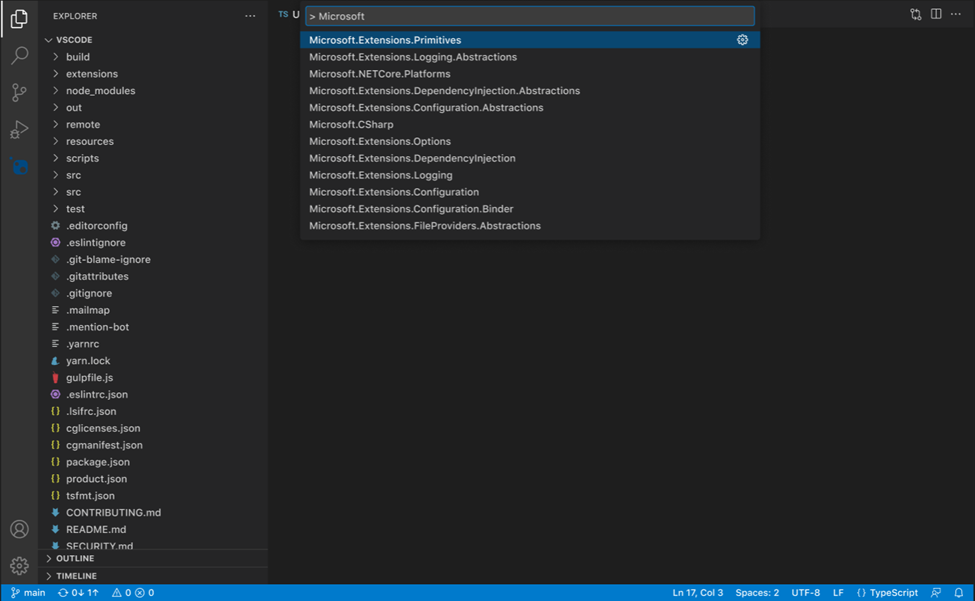 EXPLORER
VSCODE
build
extensions
node_modules
out
remote
resources
scripts
src
src
test
.editorconfig
.eslintignore
.git-blame-ignore
.gitattributes
.gitignore
.mailmap
.mention-bot
.yarnrc
yarn.lock
gulpfile.js
.eslintrc.json
.lsifrc.json
cglicenses.json
cgmanifest.json
package.json
product.json
tsfmt.json
CONTRIBUTING.md
README.md
SECURITY.md
OUTLINE
TIMELINE
TS U
> Microsoft
Microsoft.Extensions.Primitives
Microsoft.Extensions.Logging.Abstractions
Microsoft.NETCore.Platforms
Microsoft.Extensions.DependencyInjection.Abstractions
Microsoft.Extensions.Configuration.Abstractions
Microsoft.CSharp
Microsoft.Extensions.Options
Microsoft.Extensions.DependencyInjection
Microsoft.Extensions.Logging
Microsoft.Extensions.Configuration
Microsoft.Extensions.Configuration.Binder
Microsoft.Extensions.FileProviders.Abstractions
main 0↓ 1↑ 0 0 Ln 17, Col 3 Spaces: 2 UTF-8 LF {} TypeScript